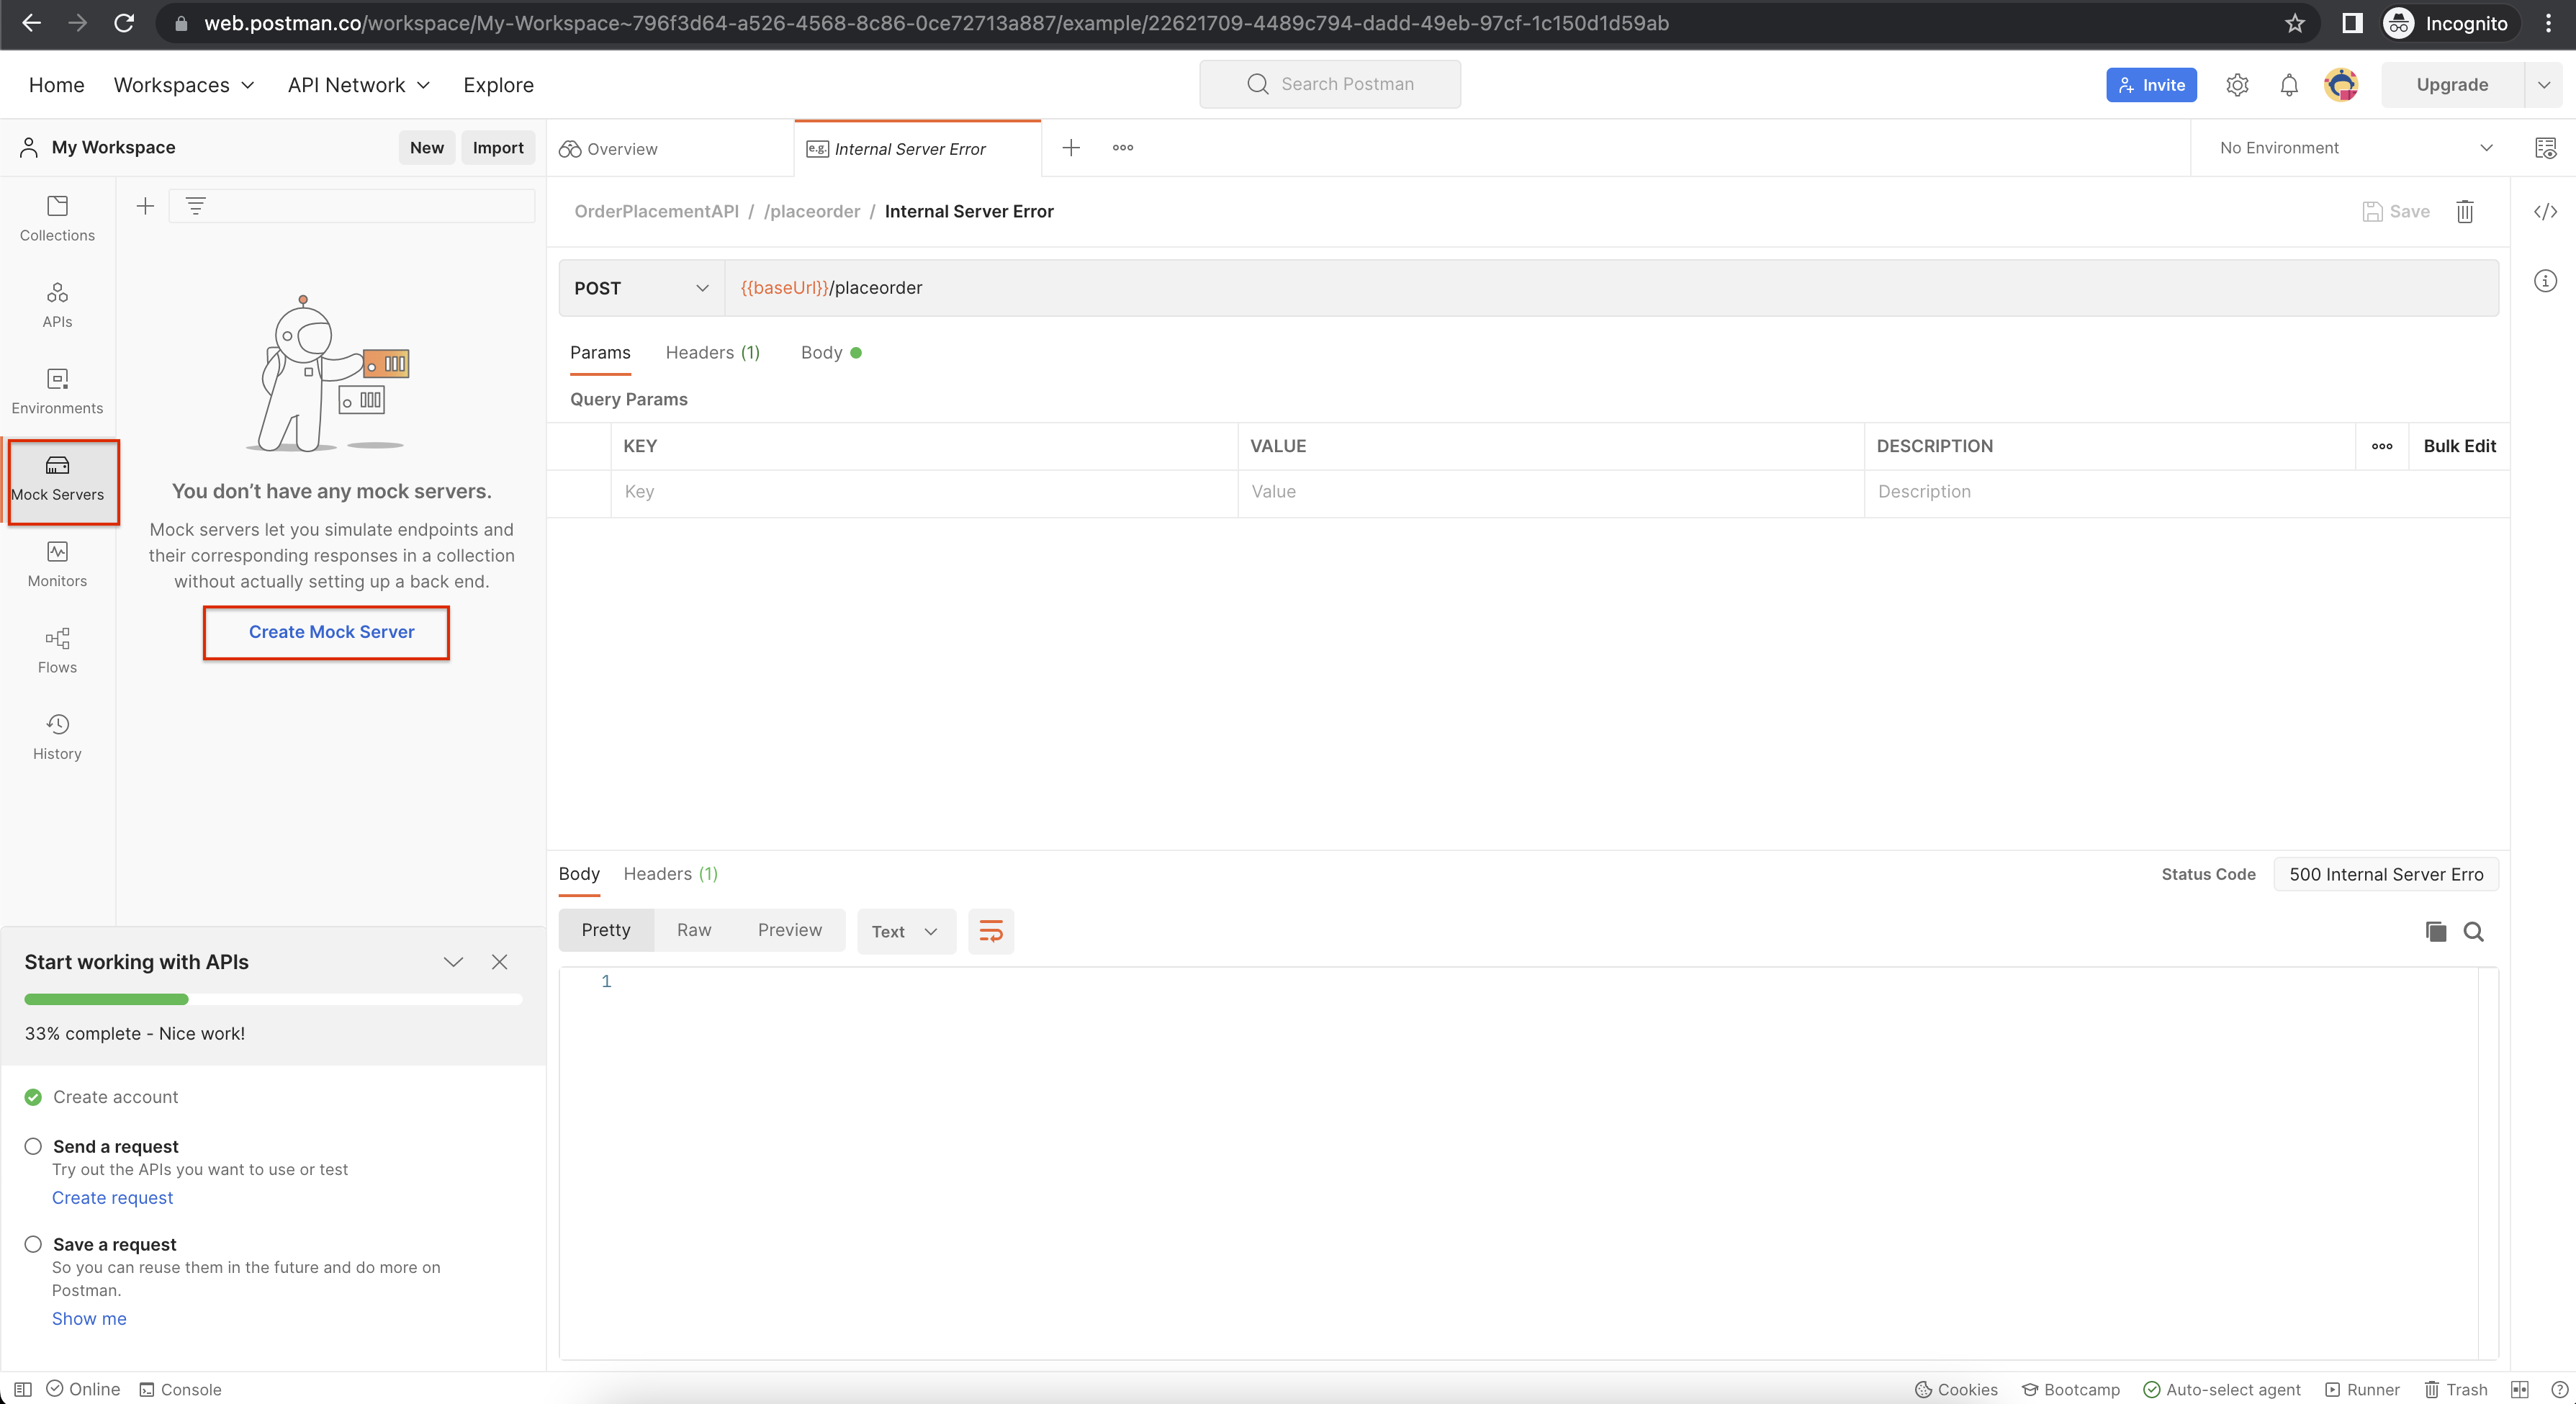 web.postman.co/workspace/My-Workspace~796f3d64-a526-4568-8c86-0ce72713a887/example/22621709-4489c794-dadd-49eb-97cf-1c150d1d59ab
Incognito
Home Workspaces API Network Explore
Search Postman
Invite
Upgrade
My Workspace
New Import
Overview
e.g. Internal Server Error
No Environment
Collections
APIs
Environments
Mock Servers
Monitors
Flows
History
You don’t have any mock servers.
Mock servers let you simulate endpoints and
their corresponding responses in a collection
without actually setting up a back end.
Create Mock Server
OrderPlacementAPI / /placeorder / Internal Server Error
Save
POST {{baseUrl}}/placeorder
Params Headers (1) Body
Query Params
KEY VALUE DESCRIPTION Bulk Edit
Key Value Description
Body Headers (1)
Status Code 500 Internal Server Erro
Pretty Raw Preview Text
1
Start working with APIs
33% complete - Nice work!
Create account
Send a request
Try out the APIs you want to use or test
Create request
Save a request
So you can reuse them in the future and do more on
Postman.
Show me
Online Console
Cookies Bootcamp Auto-select agent Runner Trash